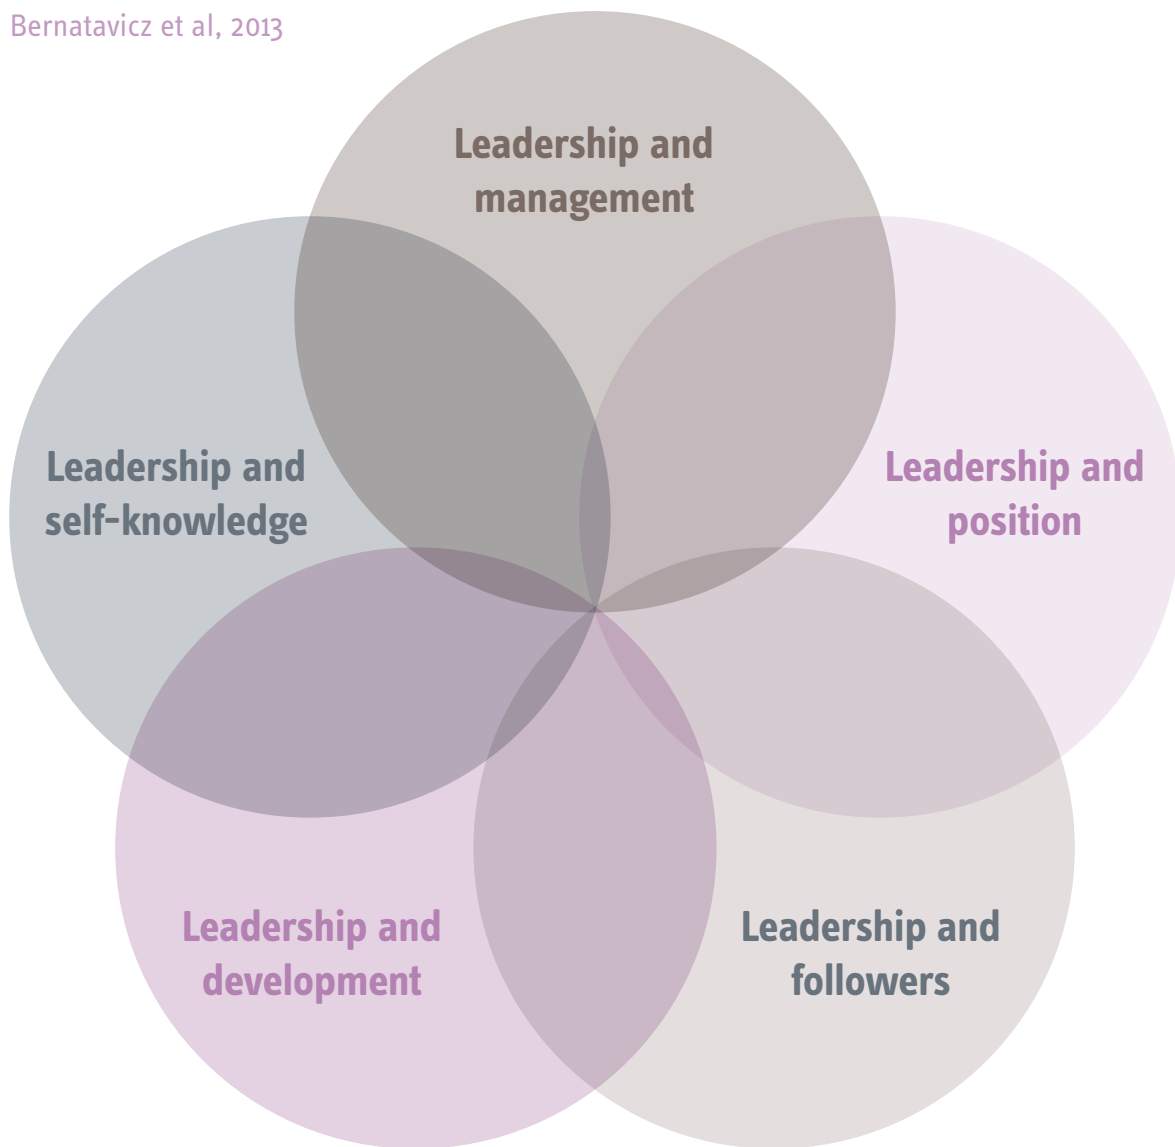 Bernatavicz et al, 2013
Leadership and
management
Leadership and
self-knowledge
Leadership and
position
Leadership and
development
Leadership and
followers